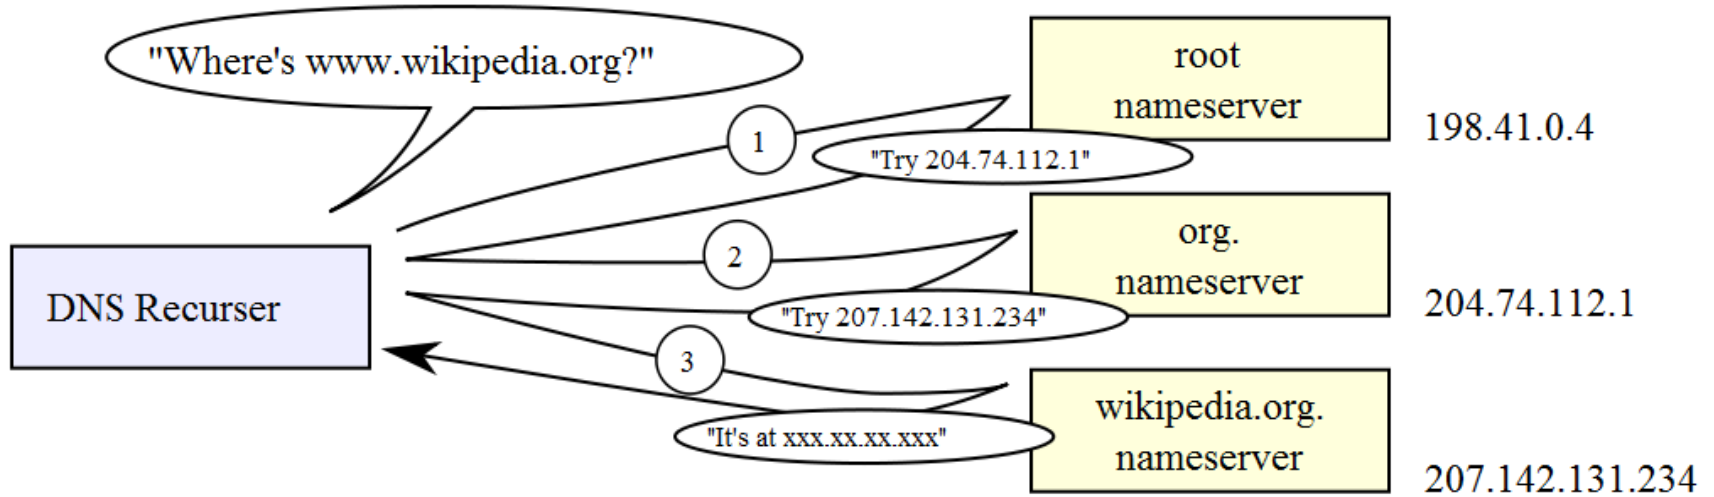 "Where's www.wikipedia.org?"
root
nameserver
198.41.0.4
1
"Try 204.74.112.1"
org.
nameserver
204.74.112.1
2
"Try 207.142.131.234"
DNS Recurser
3
wikipedia.org.
nameserver
207.142.131.234
"It's at xxx.xx.xx.xxx"